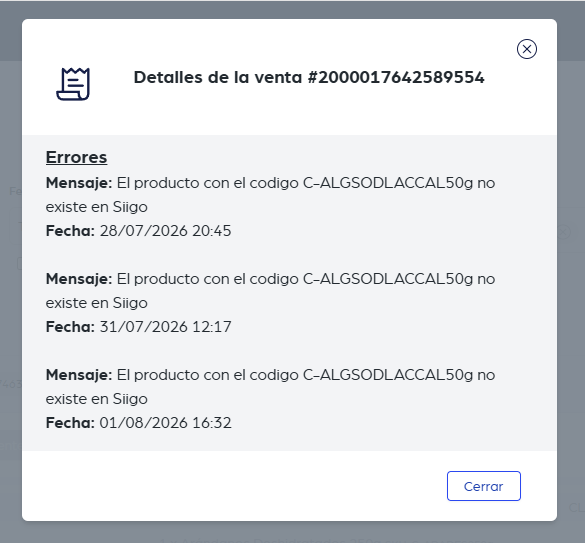 Detalles de la venta #2000017642589554
Errores
Mensaje: El producto con el codigo C-ALGSODLACCAL50g no
existe en Siigo
Fecha: 28/07/2026 20:45
Mensaje: El producto con el codigo C-ALGSODLACCAL50g no
existe en Siigo
Fecha: 31/07/2026 12:17
Mensaje: El producto con el codigo C-ALGSODLACCAL50g no
existe en Siigo
Fecha: 01/08/2026 16:32
Cerrar